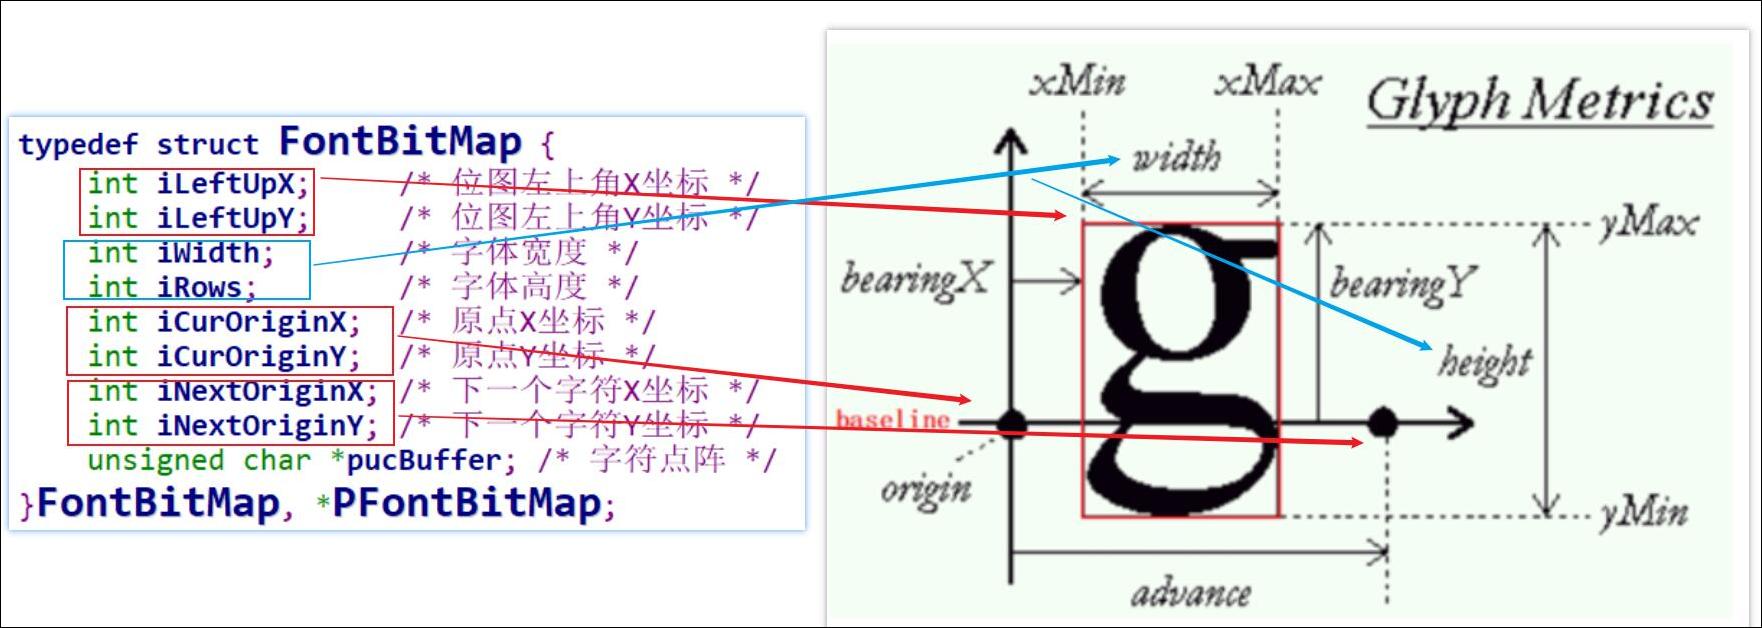 typedef struct FontBitMap {
int iLeftUpX; /* 位图左上角X坐标 */
int iLeftUpY; /* 位图左上角Y坐标 */
int iWidth; /* 字体宽度 */
int iRows; /* 字体高度 */
int iCurOriginX; /* 原点X坐标 */
int iCurOriginY; /* 原点Y坐标 */
int iNextOriginX; /* 下一个字符X坐标 */
int iNextOriginY; /* 下一个字符Y坐标 */
unsigned char *pucBuffer; /* 字符点阵 */
}FontBitMap, *PFontBitMap;
Glyph Metrics
xMin xMax
width
yMax
bearingX
g
bearingY
height
baseline
origin
yMin
advance